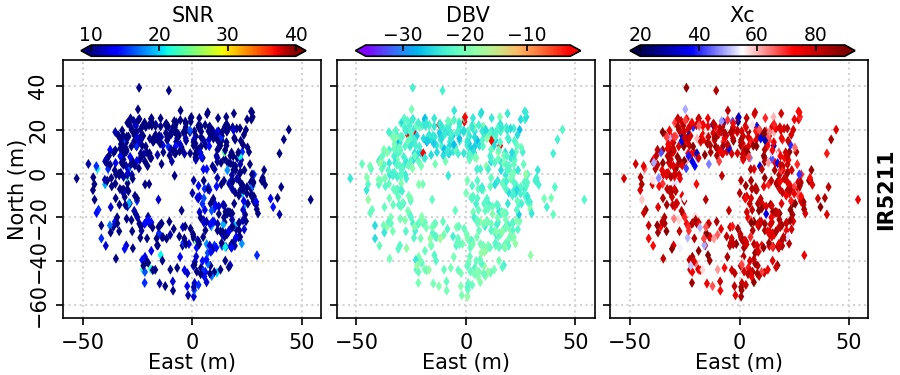 SNR DBV Xc
10 20 30 40 −30 −20 −10 20 40 60 80
40
20
0
−20
−40
−60
North (m)
−50 0 50 −50 0 50 −50 0 50
East (m) East (m) East (m)
IR5211